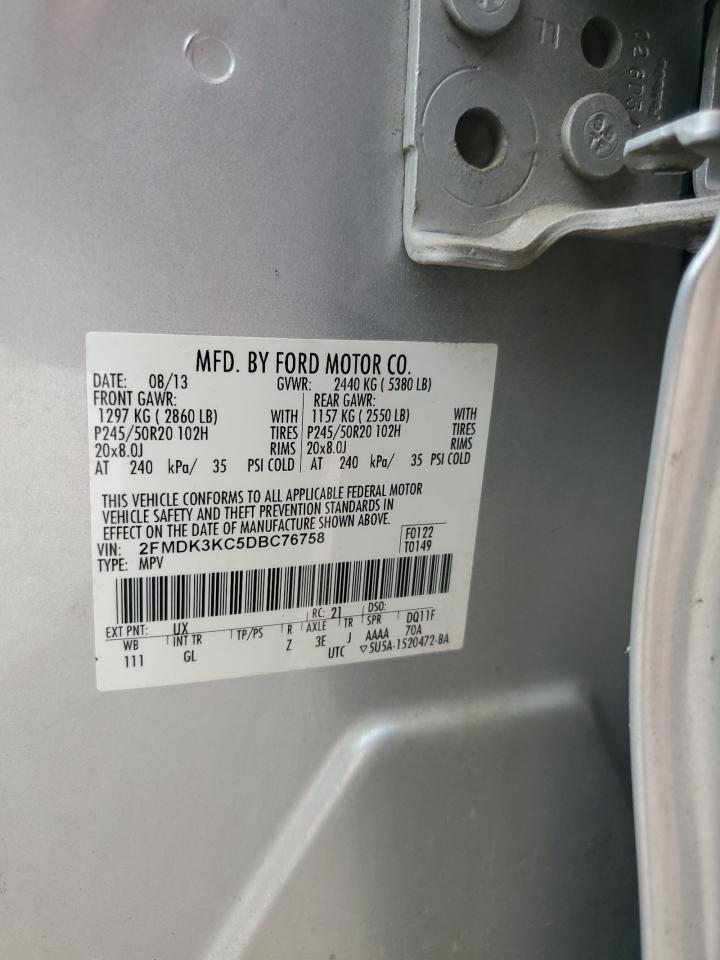 02 6D5
MFD. BY FORD MOTOR CO.
DATE: 08/13 GVWR: 2440 KG ( 5380 LB)
FRONT GAWR: REAR GAWR:
1297 KG ( 2860 LB) WITH 1157 KG ( 2550 LB) WITH
P245/50R20 102H TIRES P245/50R20 102H TIRES
20x8.0J RIMS 20x8.0J RIMS
AT 240 kPa/ 35 PSI COLD AT 240 kPa/ 35 PSI COLD
THIS VEHICLE CONFORMS TO ALL APPLICABLE FEDERAL MOTOR
VEHICLE SAFETY AND THEFT PREVENTION STANDARDS IN
EFFECT ON THE DATE OF MANUFACTURE SHOWN ABOVE.
VIN: 2FMDK3KC5DBC76758 F0122
TYPE: MPV T0149
EXT PNT: UX RC: 21 DSO:
WB INT TR TP/PS R AXLE TR SPR DQ11F
111 GL Z 3E J AAAA 70A
UTC ▽5U5A-1520472-BA